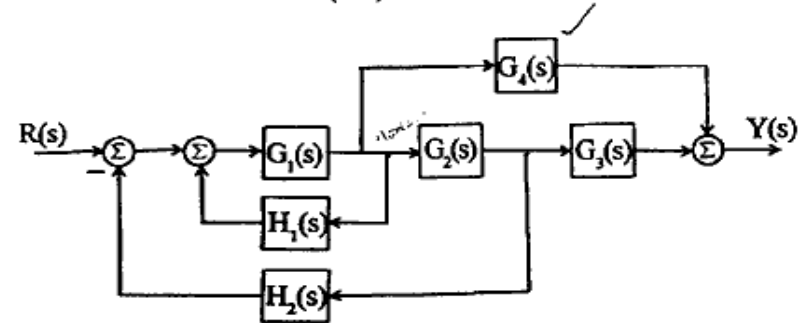 G₄(s)
R(s) Σ Σ G₁(s) G₂(s) G₃(s) Σ Y(s)
−
H₁(s)
H₂(s)